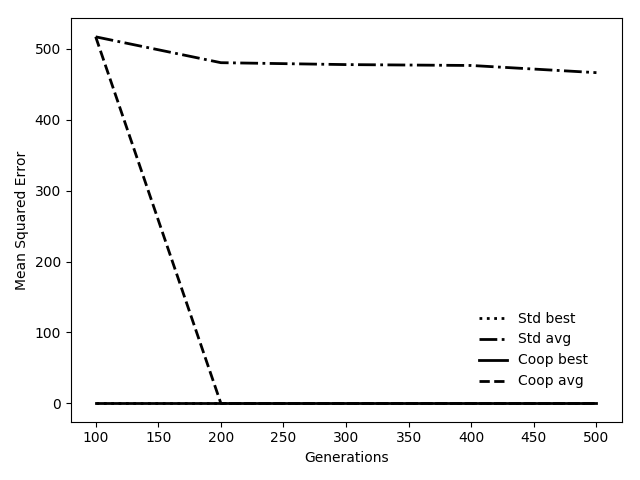 500
400
300
200
100
0
Mean Squared Error
Std best
Std avg
Coop best
Coop avg
100 150 200 250 300 350 400 450 500
Generations